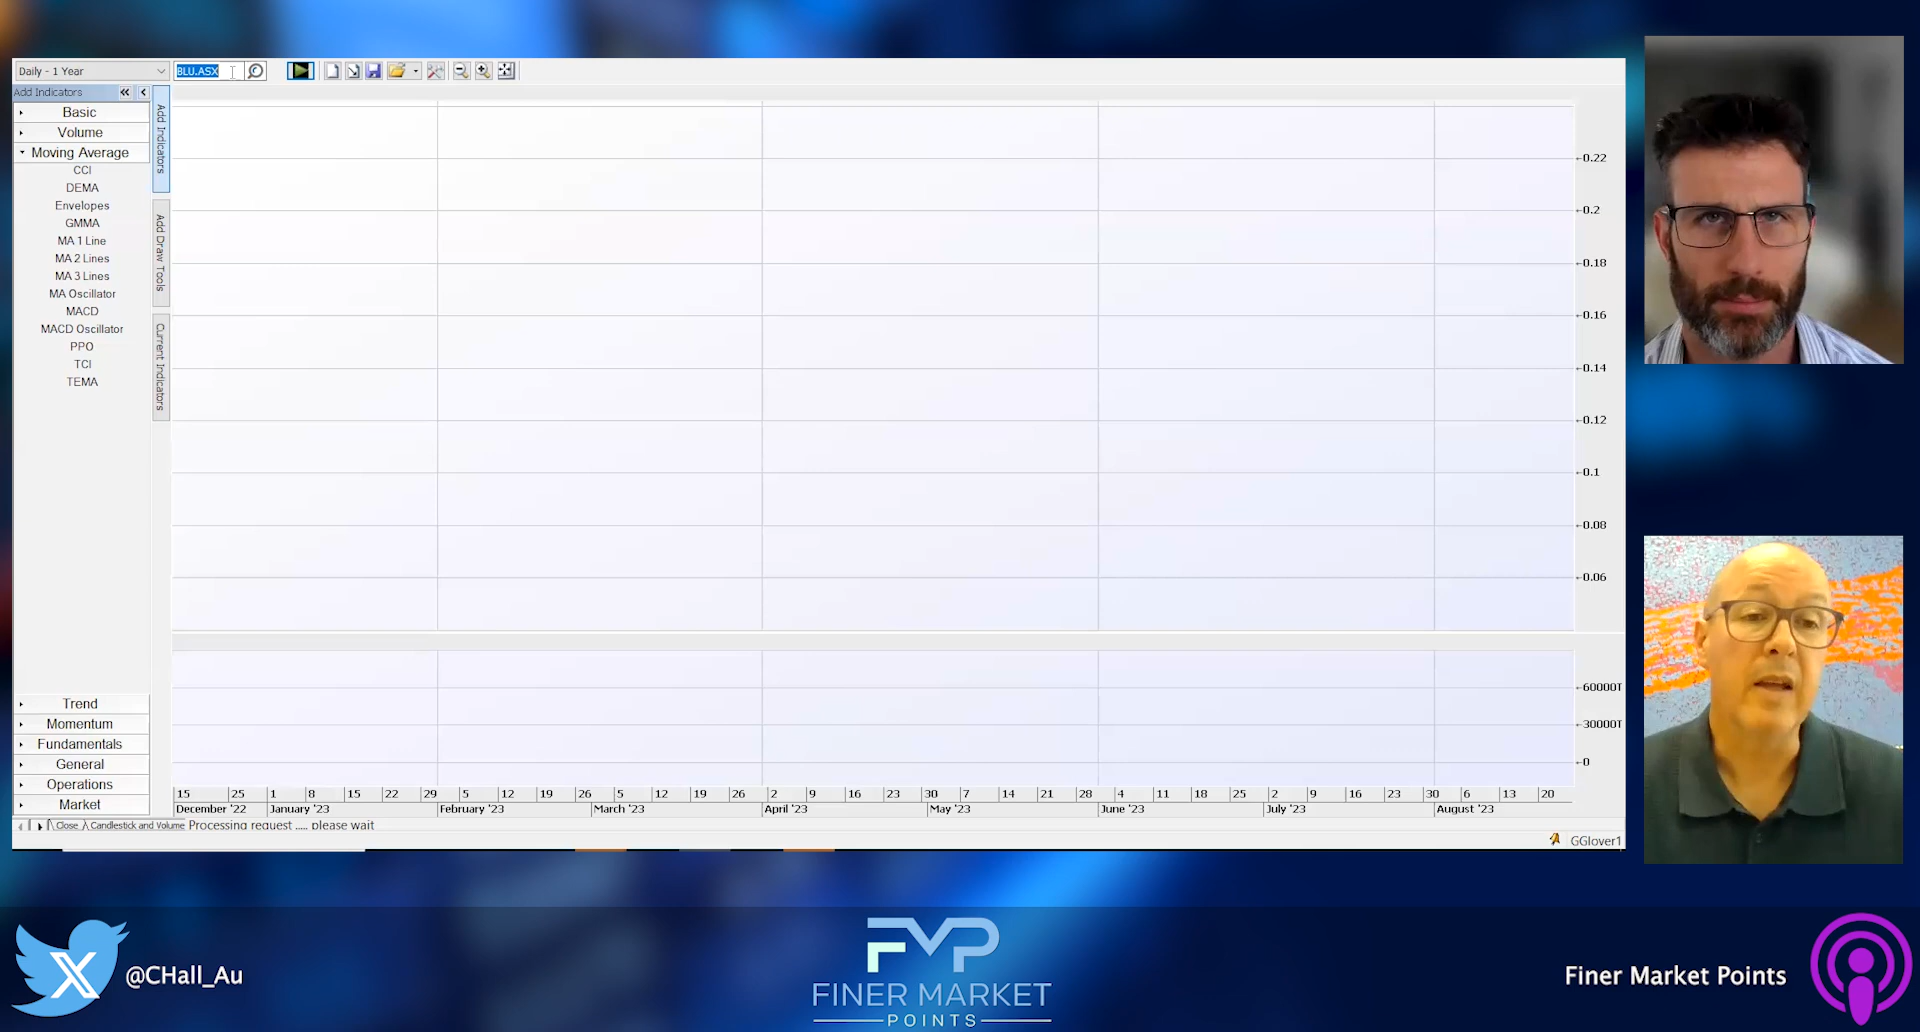 Daily - 1 Year
BLU.ASX
Add Indicators
Basic
Volume
Moving Average
CCI
DEMA
Envelopes
GMMA
MA 1 Line
MA 2 Lines
MA 3 Lines
MA Oscillator
MACD
MACD Oscillator
PPO
TCI
TEMA
Trend
Momentum
Fundamentals
General
Operations
Market
Add Indicators
Add Draw Tools
Current Indicators
0.22
0.2
0.18
0.16
0.14
0.12
0.1
0.08
0.06
60000T
30000T
0
15 25 1 8 15 22 29 5 12 19 26 5 12 19 26 2 9 16 23 30 7 14 21 28 4 11 18 25 2 9 16 23 30 6 13 20
December '22 January '23 February '23 March '23 April '23 May '23 June '23 July '23 August '23
Close Candlestick and Volume Processing request ..... please wait
GGlover1
X
@CHall_Au
FMP
FINER MARKET
POINTS
Finer Market Points